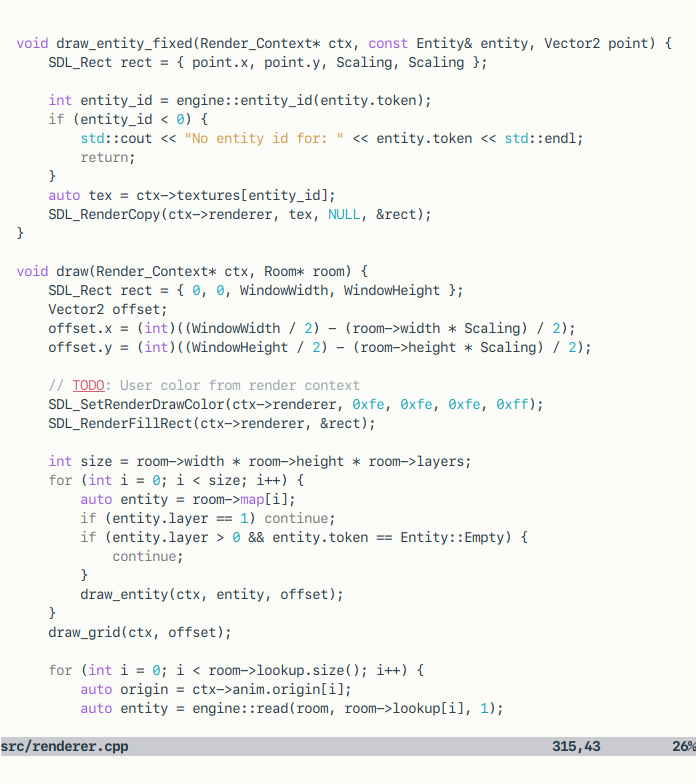 void draw_entity_fixed(Render_Context* ctx, const Entity& entity, Vector2 point) {
    SDL_Rect rect = { point.x, point.y, Scaling, Scaling };

    int entity_id = engine::entity_id(entity.token);
    if (entity_id < 0) {
        std::cout << "No entity id for: " << entity.token << std::endl;
        return;
    }
    auto tex = ctx->textures[entity_id];
    SDL_RenderCopy(ctx->renderer, tex, NULL, &rect);
}

void draw(Render_Context* ctx, Room* room) {
    SDL_Rect rect = { 0, 0, WindowWidth, WindowHeight };
    Vector2 offset;
    offset.x = (int)((WindowWidth / 2) - (room->width * Scaling) / 2);
    offset.y = (int)((WindowHeight / 2) - (room->height * Scaling) / 2);

    // TODO: User color from render context
    SDL_SetRenderDrawColor(ctx->renderer, 0xfe, 0xfe, 0xfe, 0xff);
    SDL_RenderFillRect(ctx->renderer, &rect);

    int size = room->width * room->height * room->layers;
    for (int i = 0; i < size; i++) {
        auto entity = room->map[i];
        if (entity.layer == 1) continue;
        if (entity.layer > 0 && entity.token == Entity::Empty) {
            continue;
        }
        draw_entity(ctx, entity, offset);
    }
    draw_grid(ctx, offset);

    for (int i = 0; i < room->lookup.size(); i++) {
        auto origin = ctx->anim.origin[i];
        auto entity = engine::read(room, room->lookup[i], 1);
src/renderer.cpp 315,43 26%